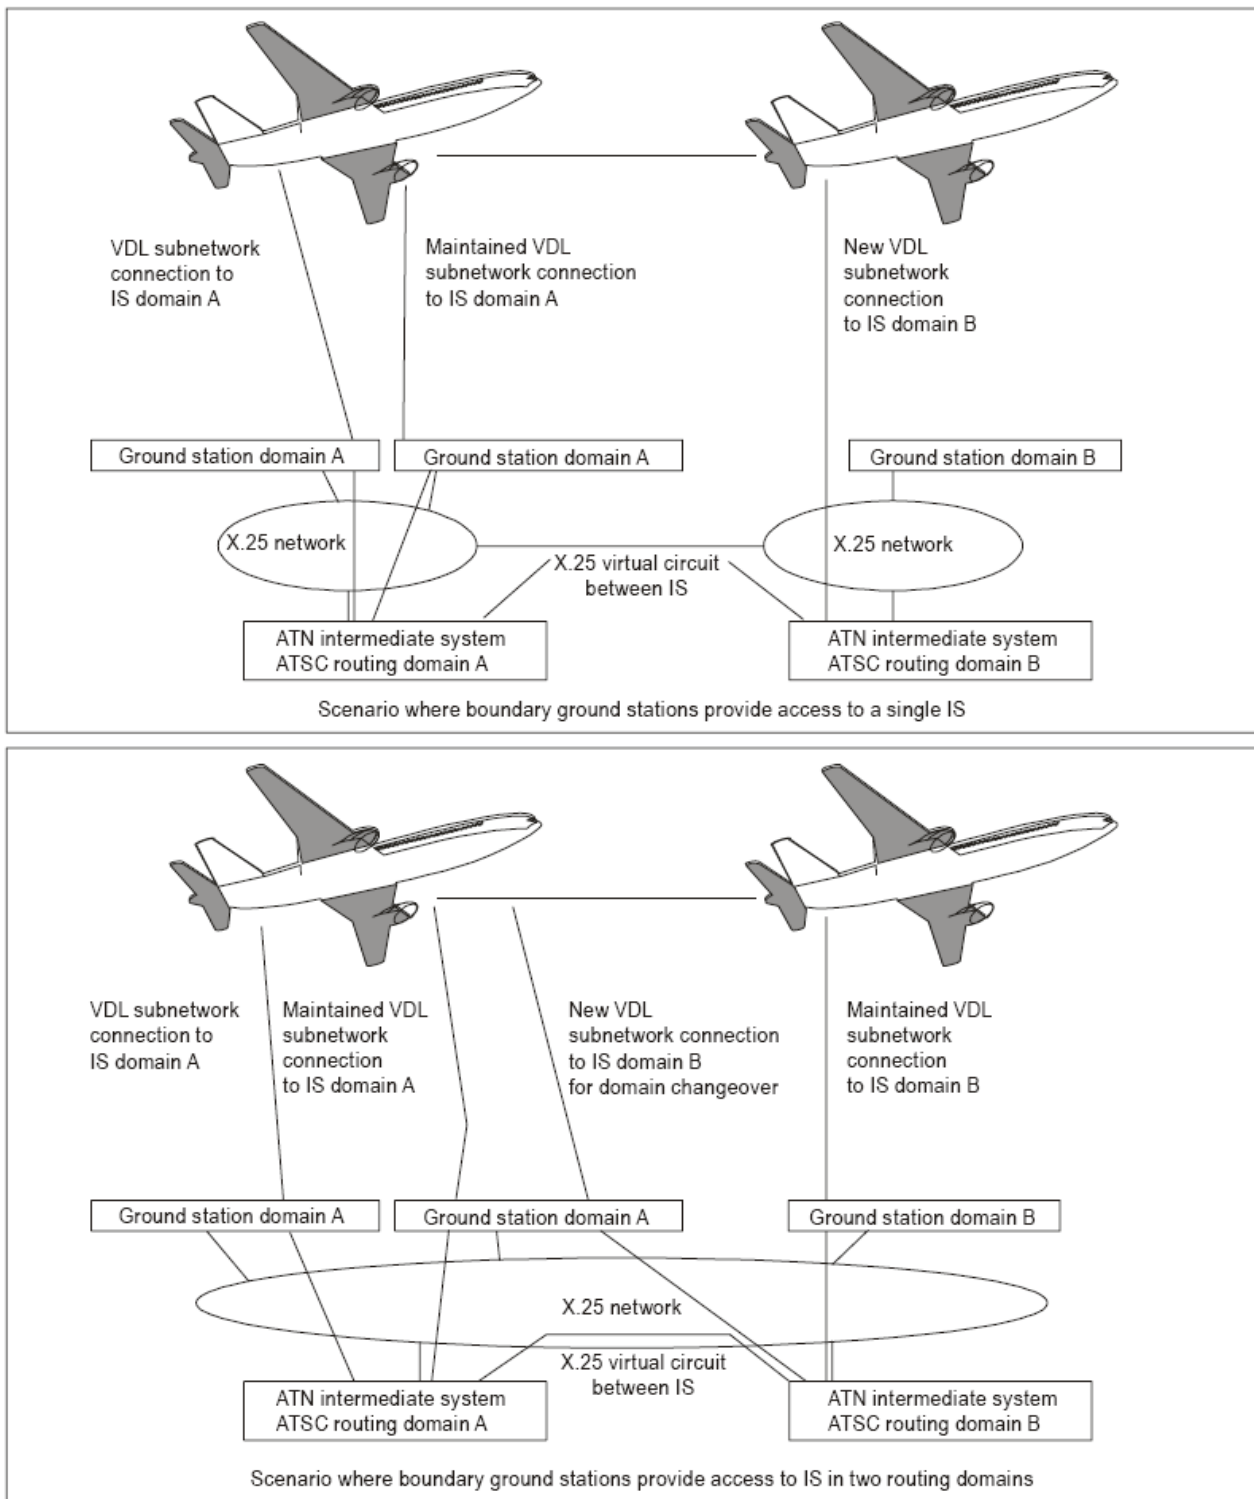 VDL subnetwork
connection to
IS domain A
Maintained VDL
subnetwork connection
to IS domain A
New VDL
subnetwork
connection
to IS domain B
Ground station domain A
Ground station domain A
Ground station domain B
X.25 network
X.25 virtual circuit
between IS
X.25 network
ATN intermediate system
ATSC routing domain A
ATN intermediate system
ATSC routing domain B
Scenario where boundary ground stations provide access to a single IS
VDL subnetwork
connection to
IS domain A
Maintained VDL
subnetwork
connection
to IS domain A
New VDL
subnetwork connection
to IS domain B
for domain changeover
Maintained VDL
subnetwork
connection
to IS domain B
Ground station domain A
Ground station domain A
Ground station domain B
X.25 network
X.25 virtual circuit
between IS
ATN intermediate system
ATSC routing domain A
ATN intermediate system
ATSC routing domain B
Scenario where boundary ground stations provide access to IS in two routing domains